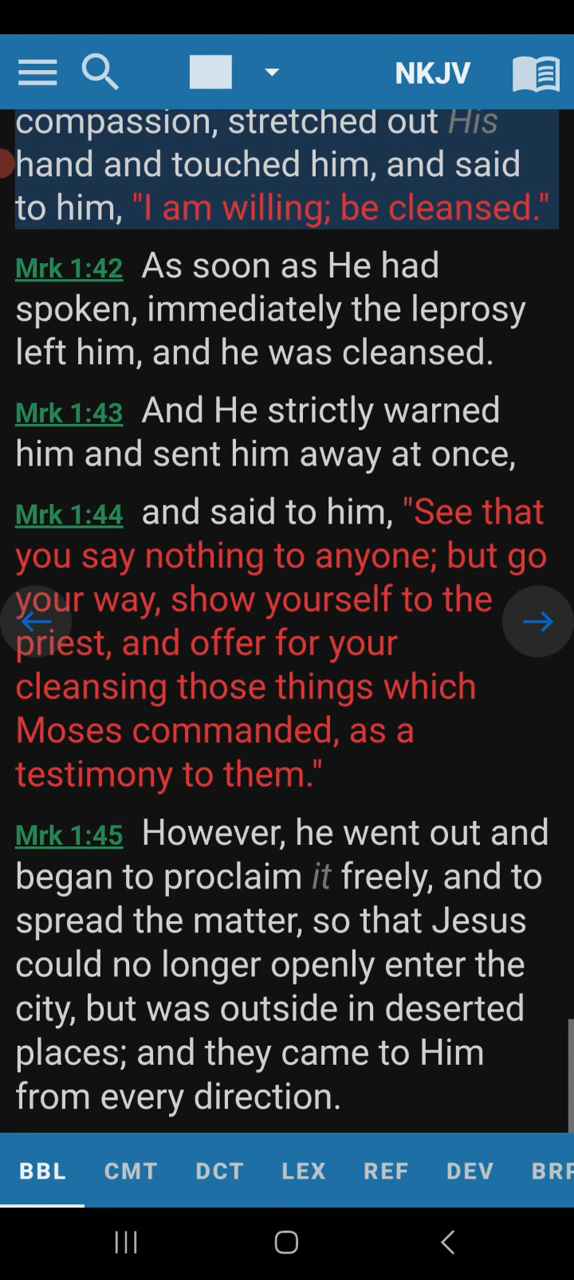 NKJV
compassion, stretched out His
hand and touched him, and said
to him, "I am willing; be cleansed."
Mrk 1:42 As soon as He had
spoken, immediately the leprosy
left him, and he was cleansed.
Mrk 1:43 And He strictly warned
him and sent him away at once,
Mrk 1:44 and said to him, "See that
you say nothing to anyone; but go
your way, show yourself to the
priest, and offer for your
cleansing those things which
Moses commanded, as a
testimony to them."
Mrk 1:45 However, he went out and
began to proclaim it freely, and to
spread the matter, so that Jesus
could no longer openly enter the
city, but was outside in deserted
places; and they came to Him
from every direction.
BBL CMT DCT LEX REF DEV BRP